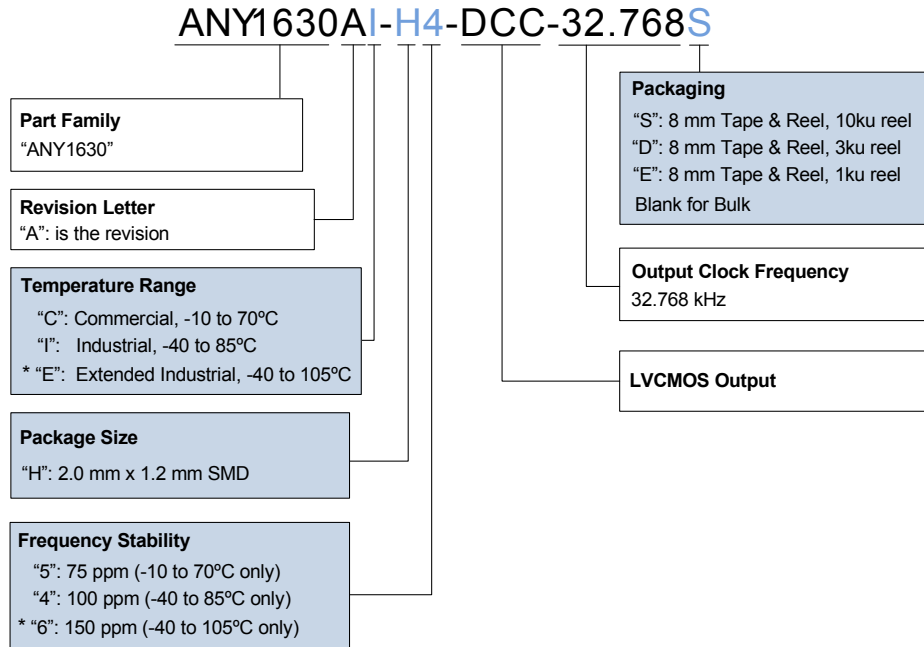 ANY1630AI-H4-DCC-32.768S
Part Family
“ANY1630”
Revision Letter
“A”: is the revision
Temperature Range
“C”: Commercial, -10 to 70ºC
“I”: Industrial, -40 to 85ºC
* “E”: Extended Industrial, -40 to 105ºC
Package Size
“H”: 2.0 mm x 1.2 mm SMD
Frequency Stability
“5”: 75 ppm (-10 to 70ºC only)
“4”: 100 ppm (-40 to 85ºC only)
* “6”: 150 ppm (-40 to 105ºC only)
Packaging
“S”: 8 mm Tape & Reel, 10ku reel
“D”: 8 mm Tape & Reel, 3ku reel
“E”: 8 mm Tape & Reel, 1ku reel
Blank for Bulk
Output Clock Frequency
32.768 kHz
LVCMOS Output